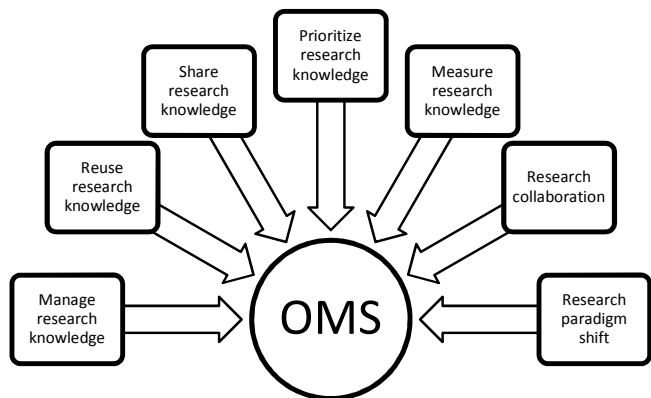 Prioritize
research
knowledge
Share
research
knowledge
Measure
research
knowledge
Reuse
research
knowledge
Research
collaboration
Manage
research
knowledge
OMS
Research
paradigm
shift